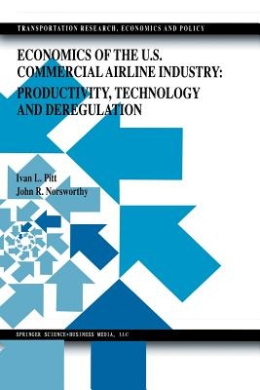 TRANSPORTATION RESEARCH, ECONOMICS AND POLICY
ECONOMICS OF THE U.S.
COMMERCIAL AIRLINE INDUSTRY:
PRODUCTIVITY, TECHNOLOGY
AND DEREGULATION
Ivan L. Pitt
John R. Norsworthy
SPRINGER SCIENCE+BUSINESS MEDIA, LLC